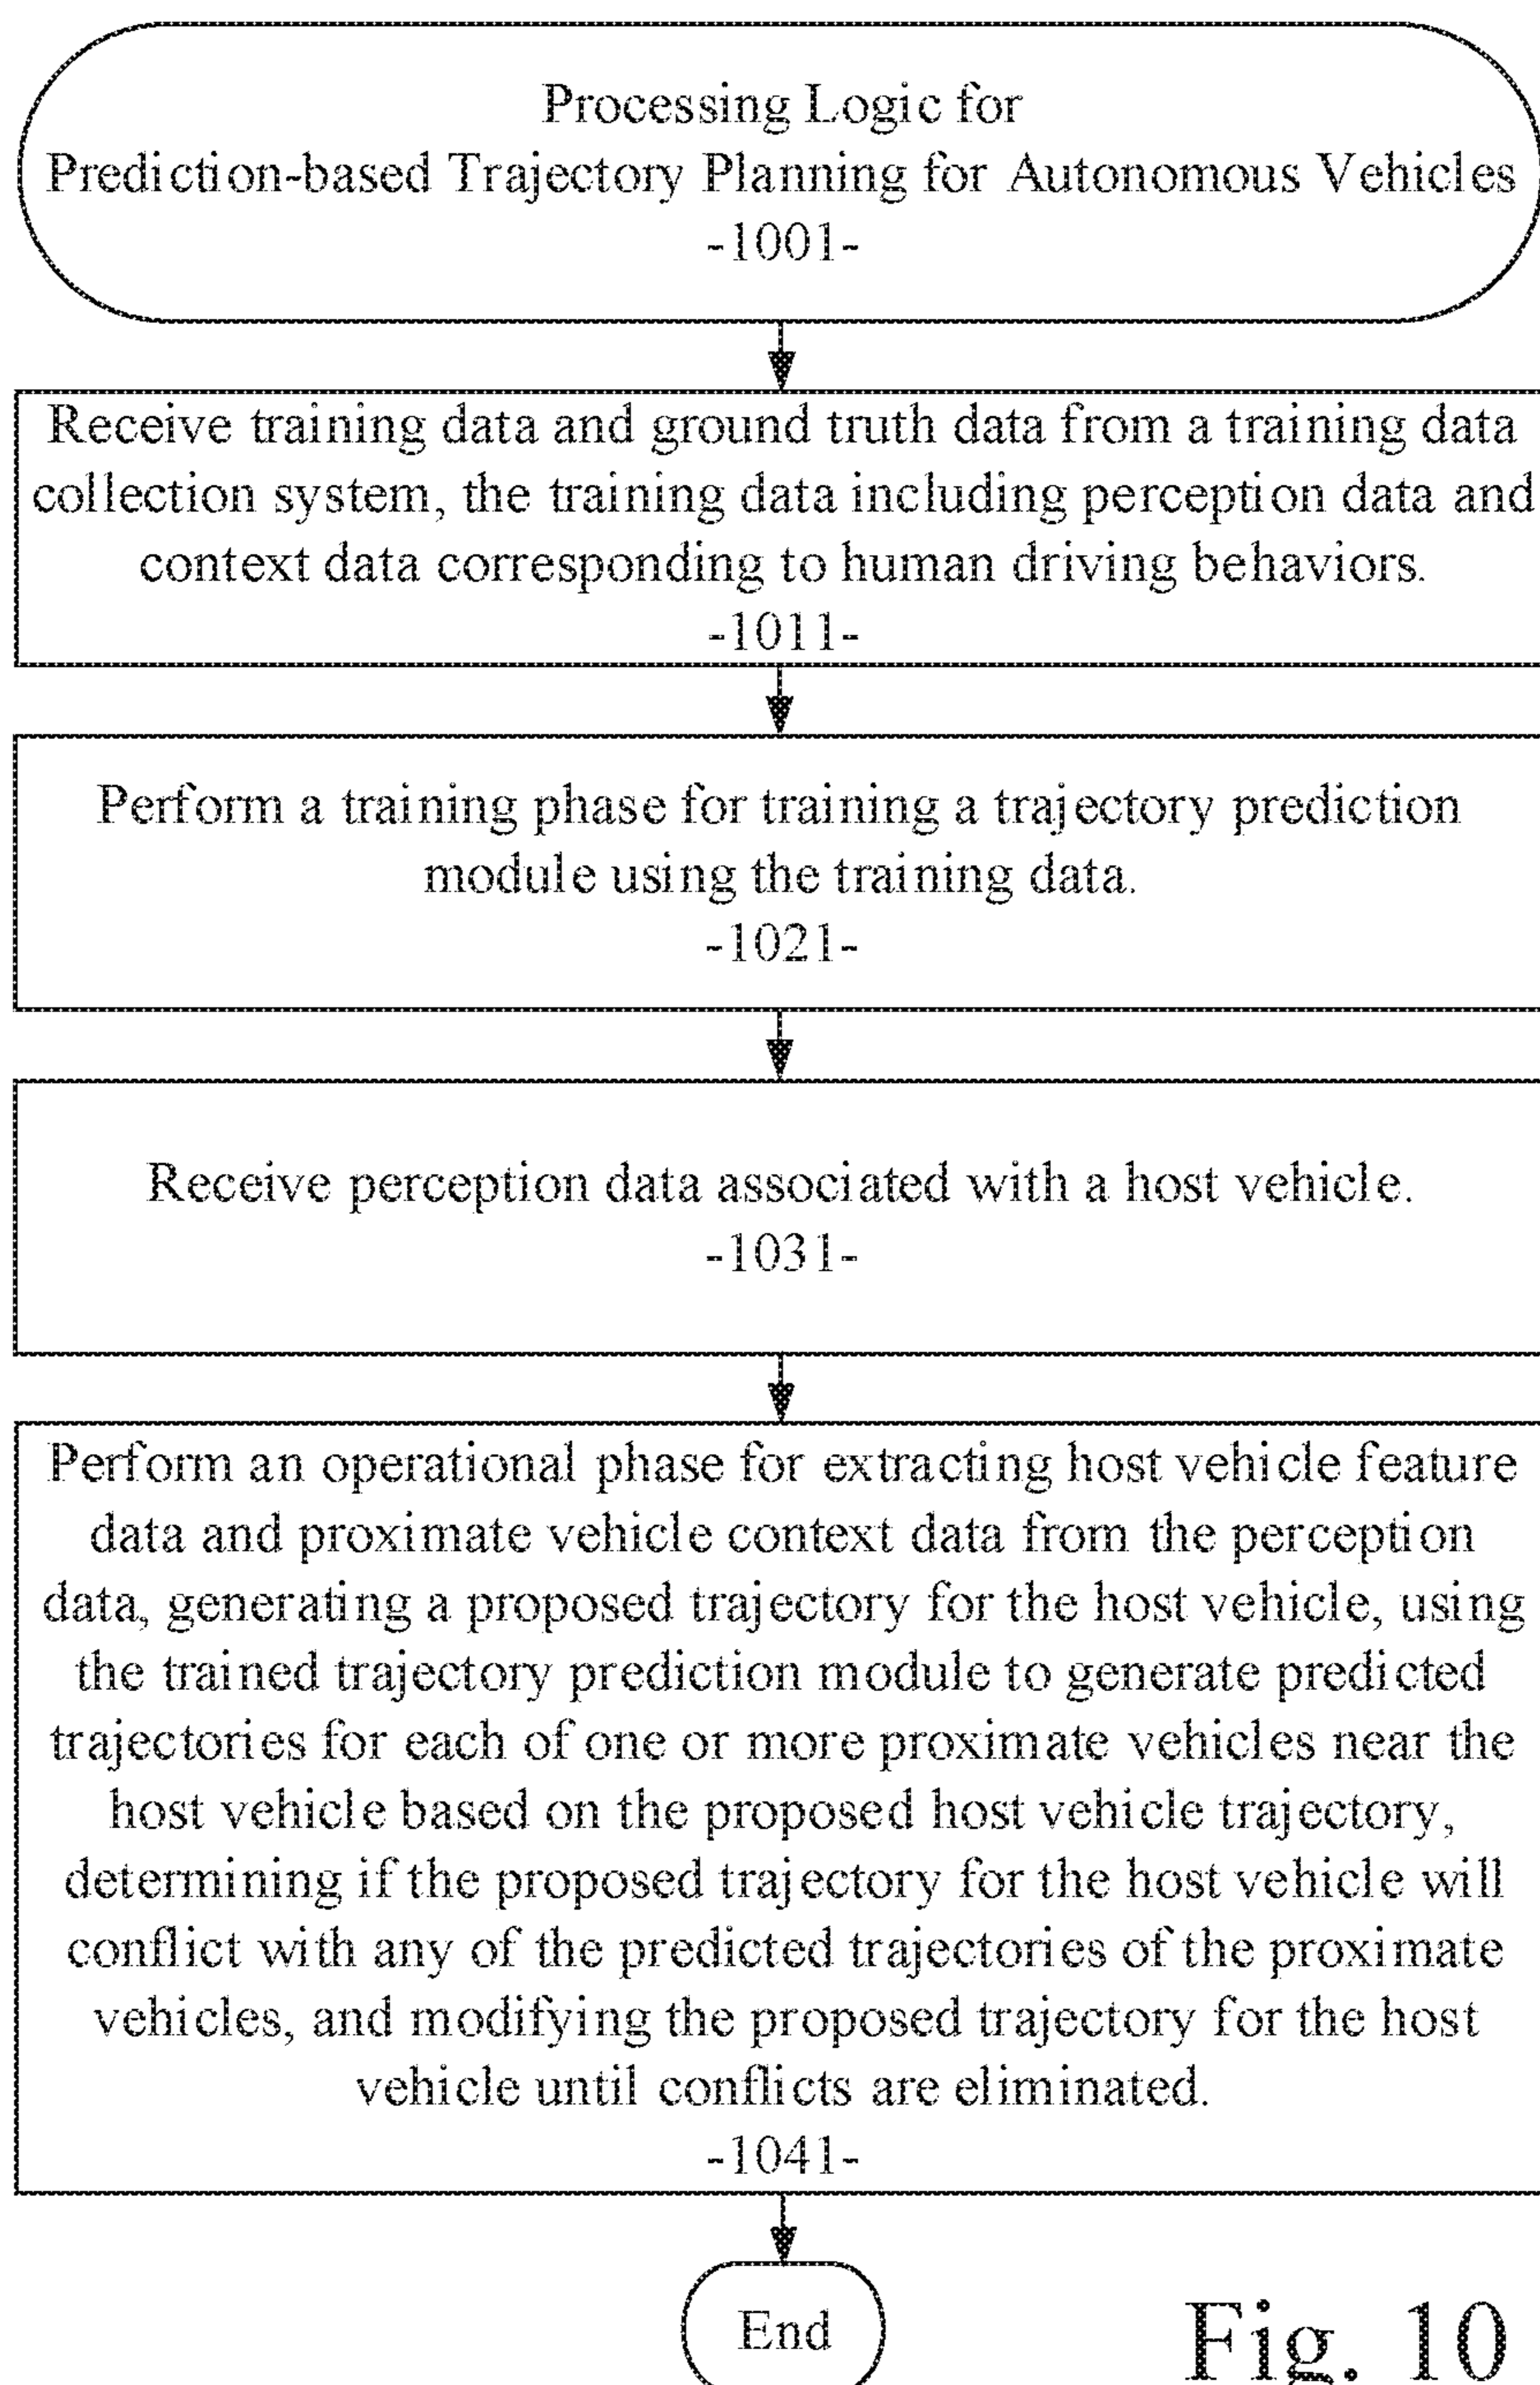 Processing Logic for
Prediction-based Trajectory Planning for Autonomous Vehicles
-1001-
Receive training data and ground truth data from a training data
collection system, the training data including perception data and
context data corresponding to human driving behaviors.
-1011-
Perform a training phase for training a trajectory prediction
module using the training data.
-1021-
Receive perception data associated with a host vehicle.
-1031-
Perform an operational phase for extracting host vehicle feature
data and proximate vehicle context data from the perception
data, generating a proposed trajectory for the host vehicle, using
the trained trajectory prediction module to generate predicted
trajectories for each of one or more proximate vehicles near the
host vehicle based on the proposed host vehicle trajectory,
determining if the proposed trajectory for the host vehicle will
conflict with any of the predicted trajectories of the proximate
vehicles, and modifying the proposed trajectory for the host
vehicle until conflicts are eliminated.
-1041-
End
Fig. 10